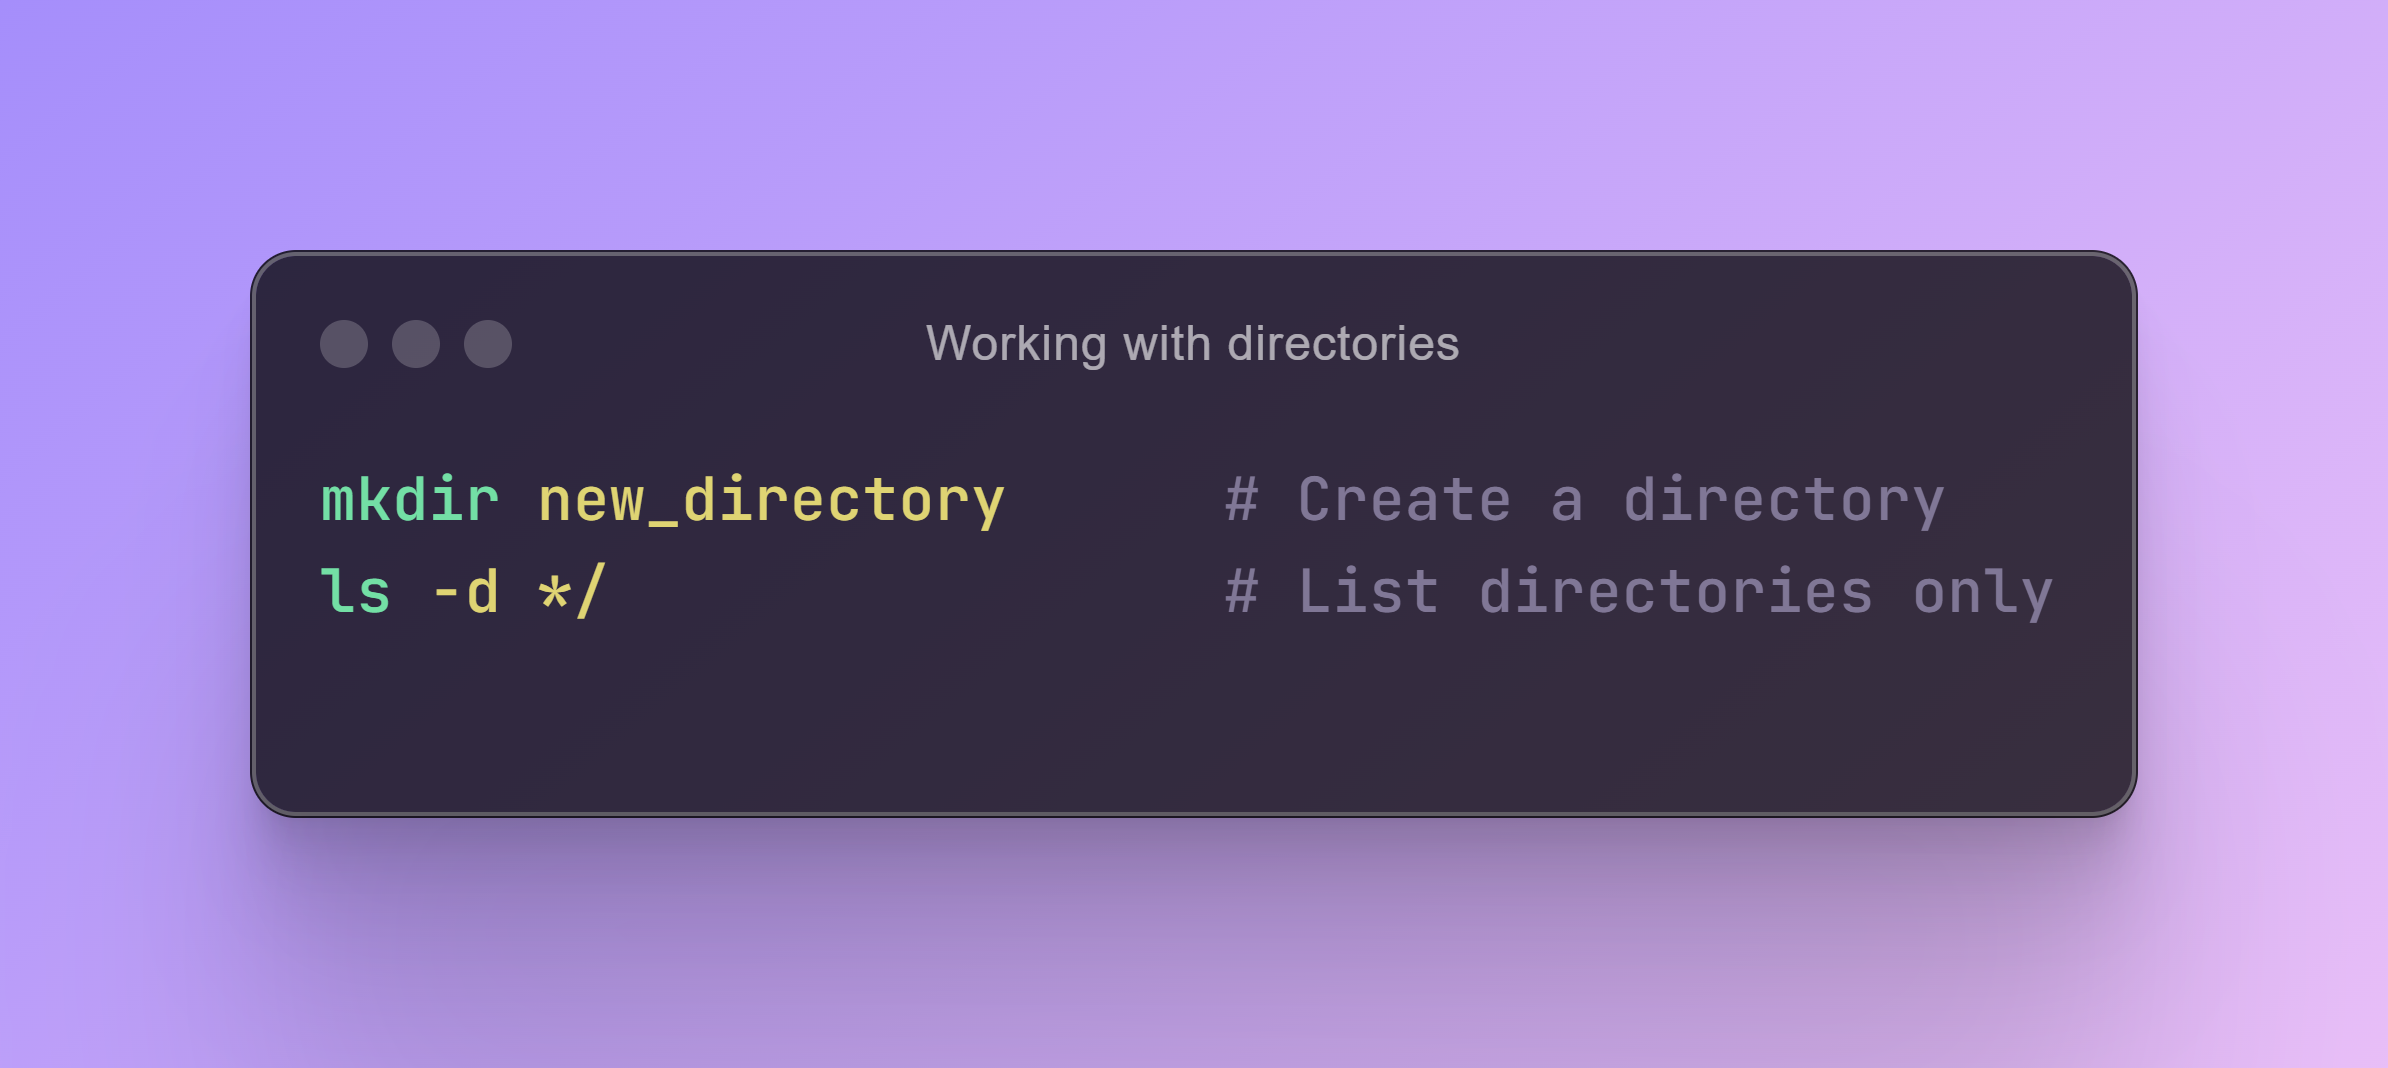 Working with directories
mkdir new_directory      # Create a directory
ls -d */                 # List directories only